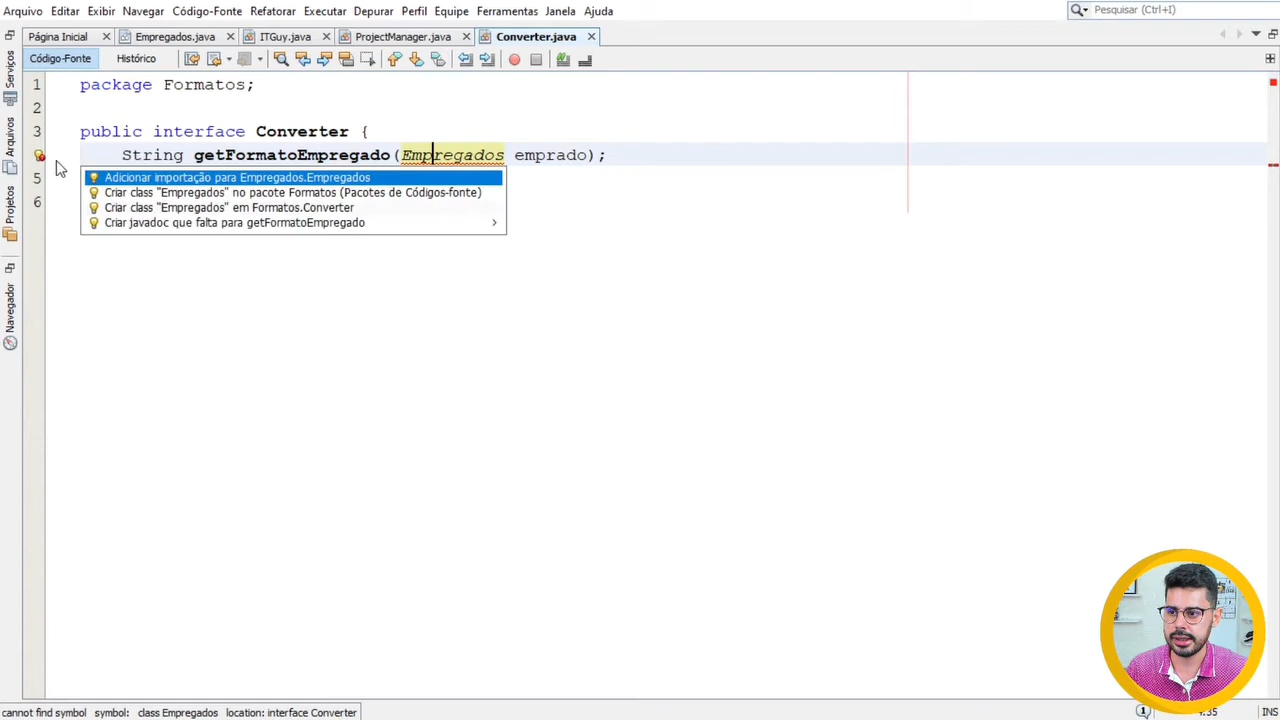 Arquivo Editar Exibir Navegar Código-Fonte Refatorar Executar Depurar Perfil Equipe Ferramentas Janela Ajuda
Pesquisar (Ctrl+I)
Página Inicial Empregados.java ITGuy.java ProjectManager.java Converter.java
Código-Fonte Histórico
Serviços
Arquivos
Projetos
Navegador
1 package Formatos;
2
3 public interface Converter {
String getFormatoEmpregado(Empregados emprado);
5
6
Adicionar importação para Empregados.Empregados
Criar class "Empregados" no pacote Formatos (Pacotes de Códigos-fonte)
Criar class "Empregados" em Formatos.Converter
Criar javadoc que falta para getFormatoEmpregado
cannot find symbol symbol: class Empregados location: interface Converter
1 4:35 INS